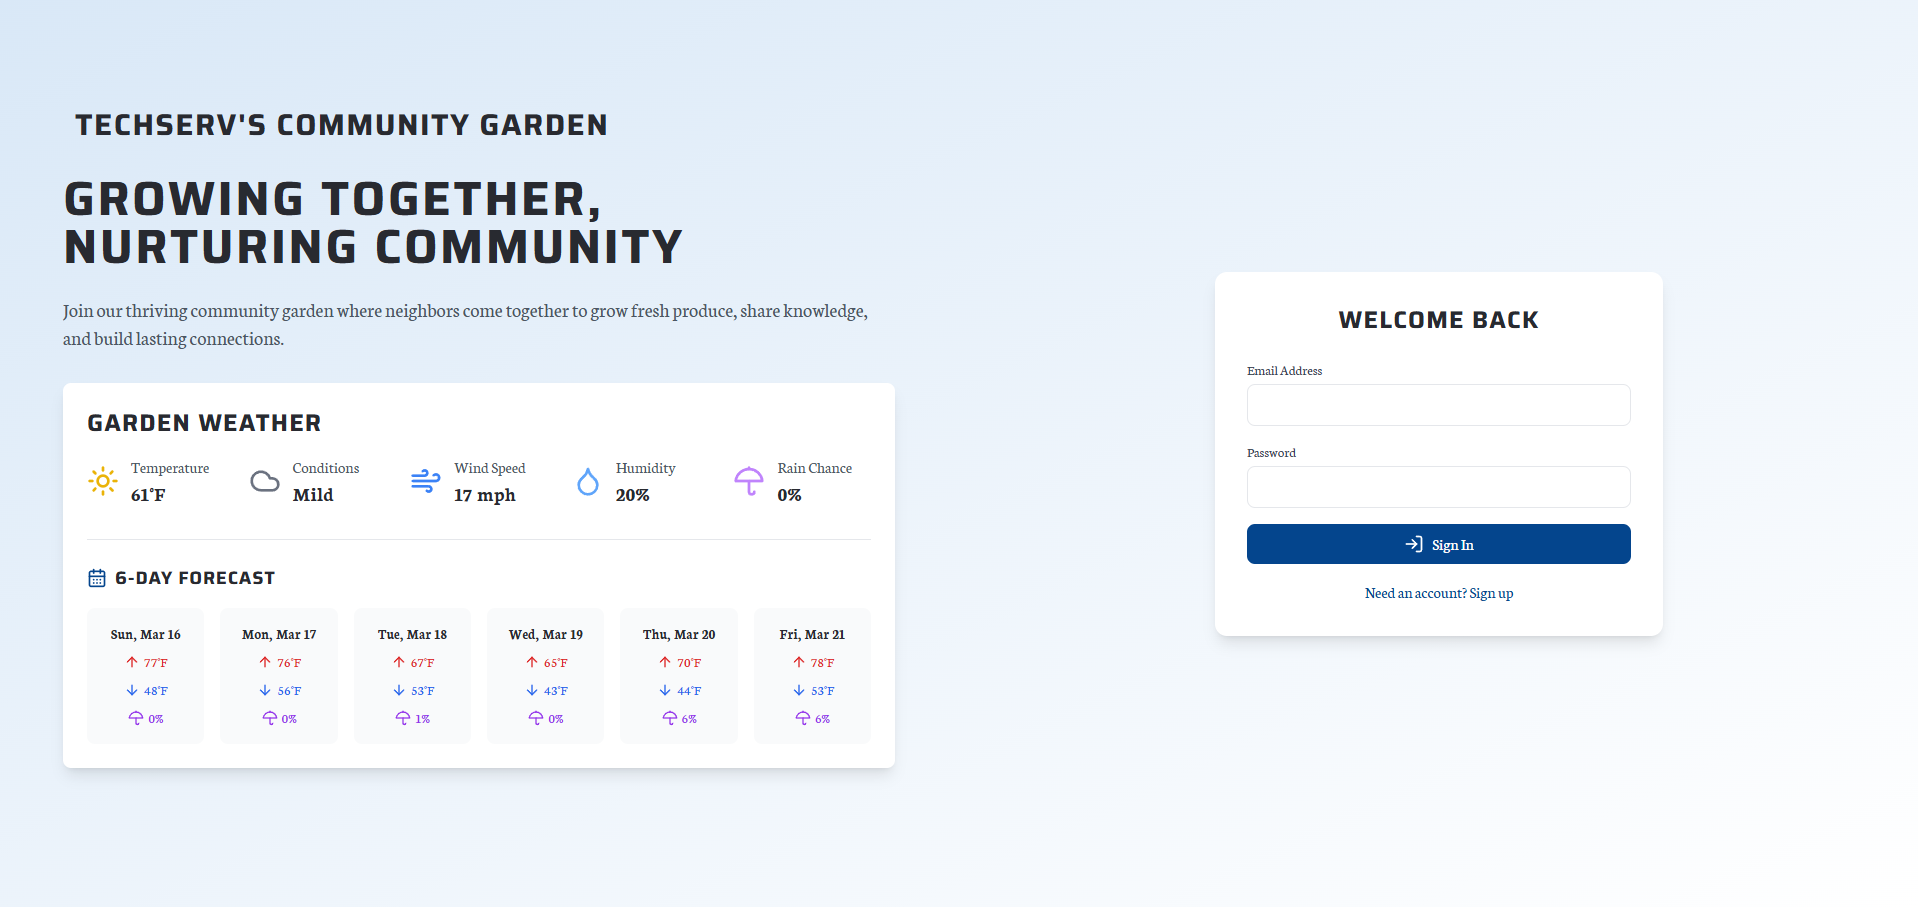 TECHSERV'S COMMUNITY GARDEN
GROWING TOGETHER,
NURTURING COMMUNITY
Join our thriving community garden where neighbors come together to grow fresh produce, share knowledge,
and build lasting connections.
GARDEN WEATHER
Temperature
61°F
Conditions
Mild
Wind Speed
17 mph
Humidity
20%
Rain Chance
0%
6-DAY FORECAST
Sun, Mar 16
77°F
48°F
0%
Mon, Mar 17
76°F
56°F
0%
Tue, Mar 18
67°F
53°F
1%
Wed, Mar 19
65°F
43°F
0%
Thu, Mar 20
70°F
44°F
6%
Fri, Mar 21
78°F
53°F
6%
WELCOME BACK
Email Address
Password
Sign In
Need an account? Sign up